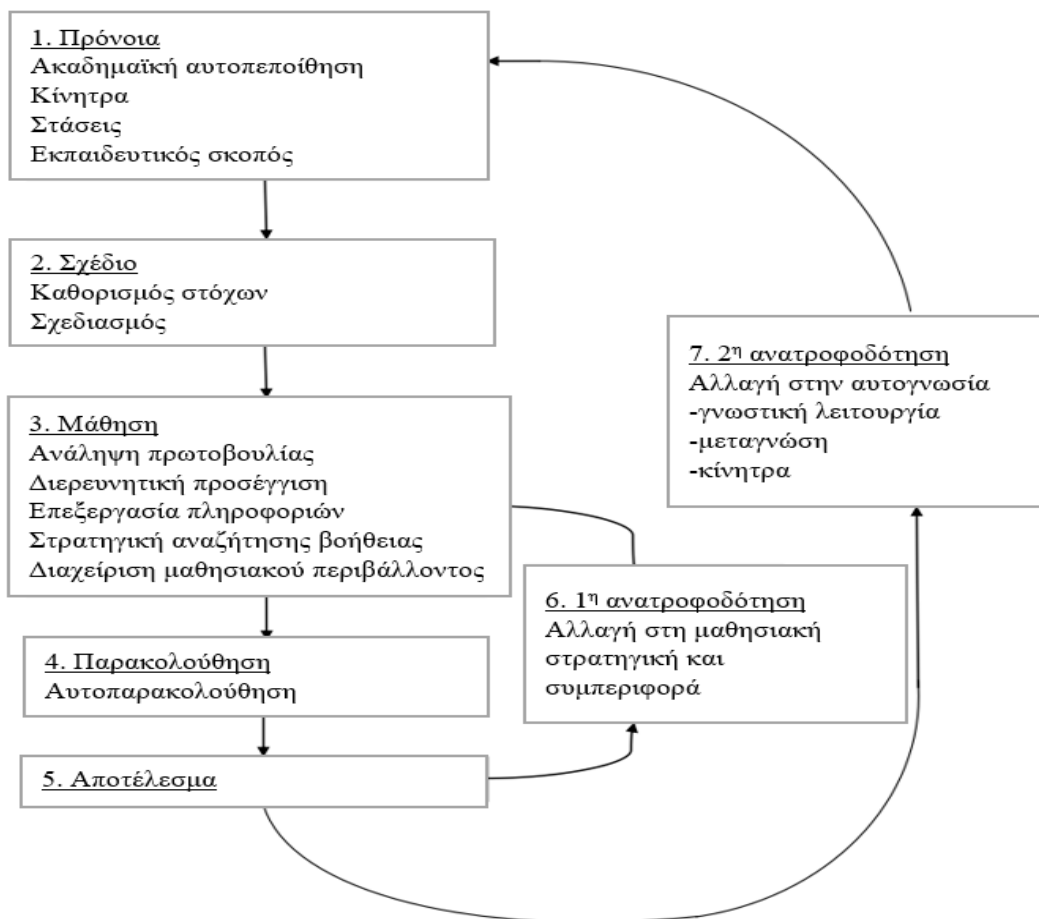 1. Πρόνοια
Ακαδημαϊκή αυτοπεποίθηση
Κίνητρα
Στάσεις
Εκπαιδευτικός σκοπός
2. Σχέδιο
Καθορισμός στόχων
Σχεδιασμός
3. Μάθηση
Ανάληψη πρωτοβουλίας
Διερευνητική προσέγγιση
Επεξεργασία πληροφοριών
Στρατηγική αναζήτησης βοήθειας
Διαχείριση μαθησιακού περιβάλλοντος
4. Παρακολούθηση
Αυτοπαρακολούθηση
5. Αποτέλεσμα
6. 1η ανατροφοδότηση
Αλλαγή στη μαθησιακή
στρατηγική και
συμπεριφορά
7. 2η ανατροφοδότηση
Αλλαγή στην αυτογνωσία
-γνωστική λειτουργία
-μεταγνώση
-κίνητρα